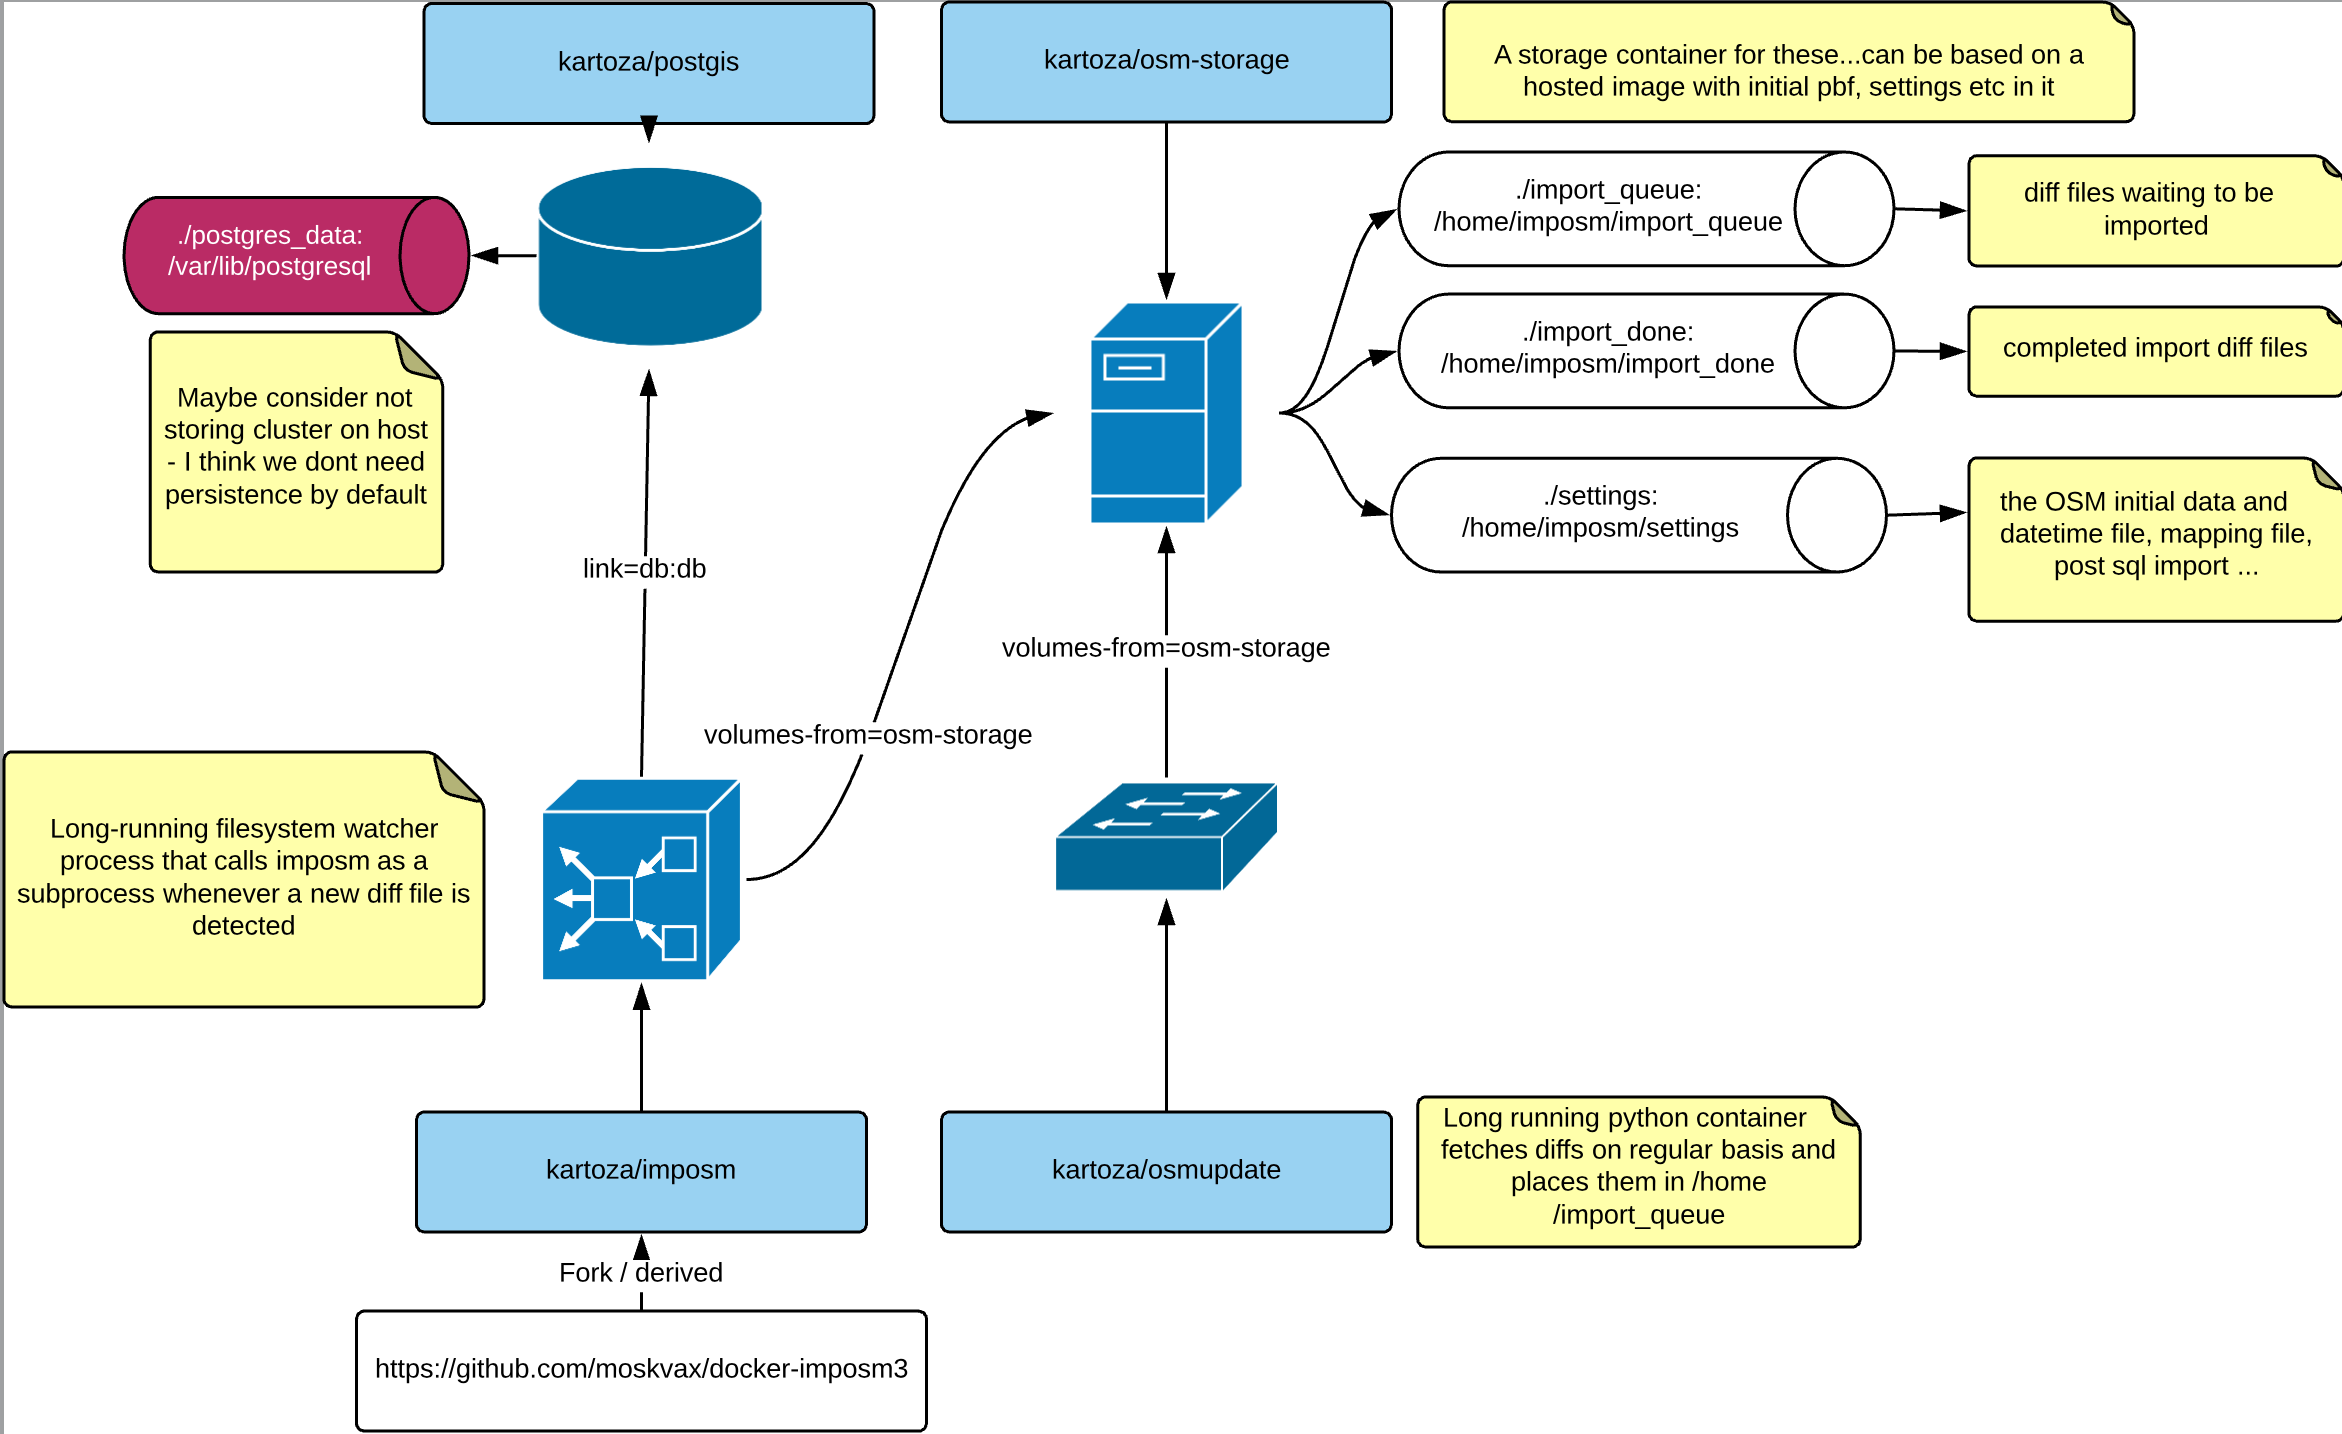 kartoza/postgis
kartoza/osm-storage
A storage container for these...can be based on a
hosted image with initial pbf, settings etc in it
./postgres_data:
/var/lib/postgresql
./import_queue:
/home/imposm/import_queue
diff files waiting to be
imported
./import_done:
/home/imposm/import_done
completed import diff files
Maybe consider not
storing cluster on host
- I think we dont need
persistence by default
./settings:
/home/imposm/settings
the OSM initial data and
datetime file, mapping file,
post sql import ...
link=db:db
volumes-from=osm-storage
volumes-from=osm-storage
Long-running filesystem watcher
process that calls imposm as a
subprocess whenever a new diff file is
detected
kartoza/imposm
kartoza/osmupdate
Long running python container
fetches diffs on regular basis and
places them in /home
/import_queue
Fork / derived
https://github.com/moskvax/docker-imposm3